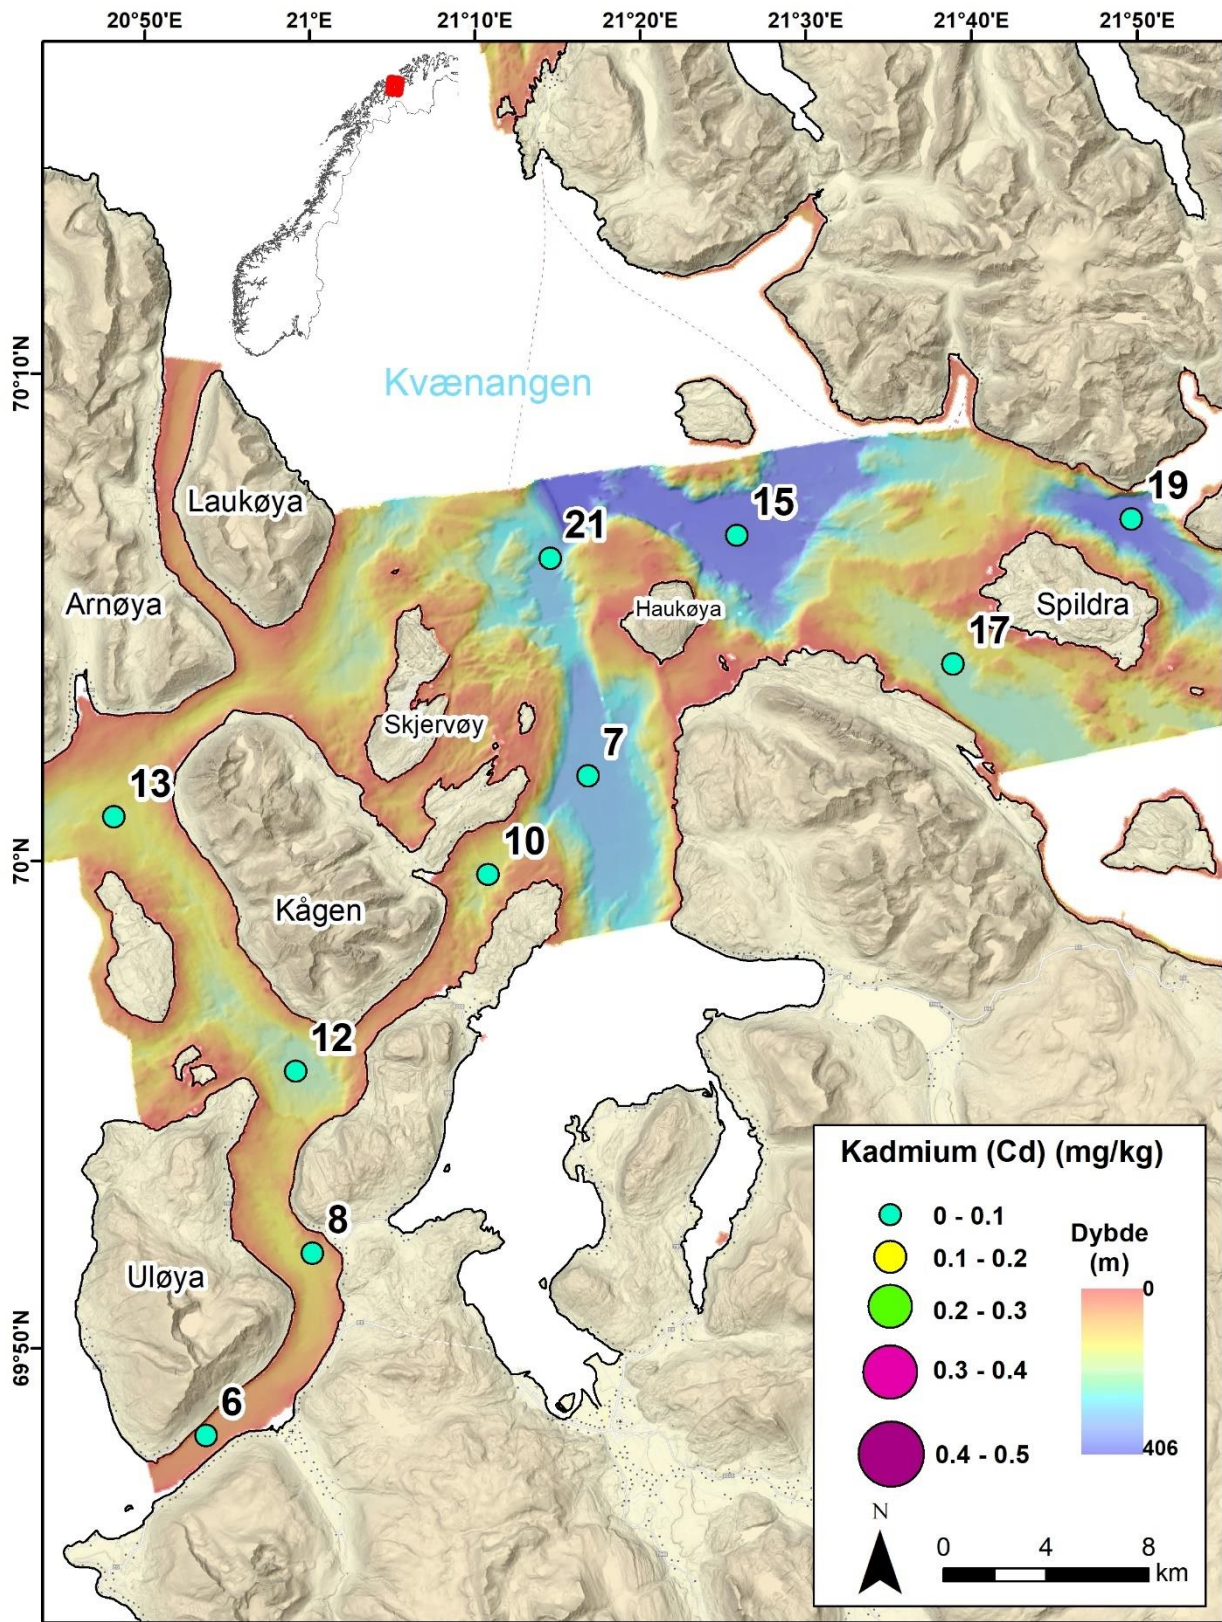 20°50'E 21°0'E 21°10'E 21°20'E 21°30'E 21°40'E 21°50'E
70°10'N
Kvænangen
Laukøya
15
19
21
Arnøya
Haukøya
Spildra
17
Skjervøy
7
13
10
70°N
Kågen
12
8
Uløya
69°50'N
6
Kadmium (Cd) (mg/kg)
0 - 0.1
0.1 - 0.2
0.2 - 0.3
0.3 - 0.4
0.4 - 0.5
Dybde
(m)
0
406
N
0 4 8
km